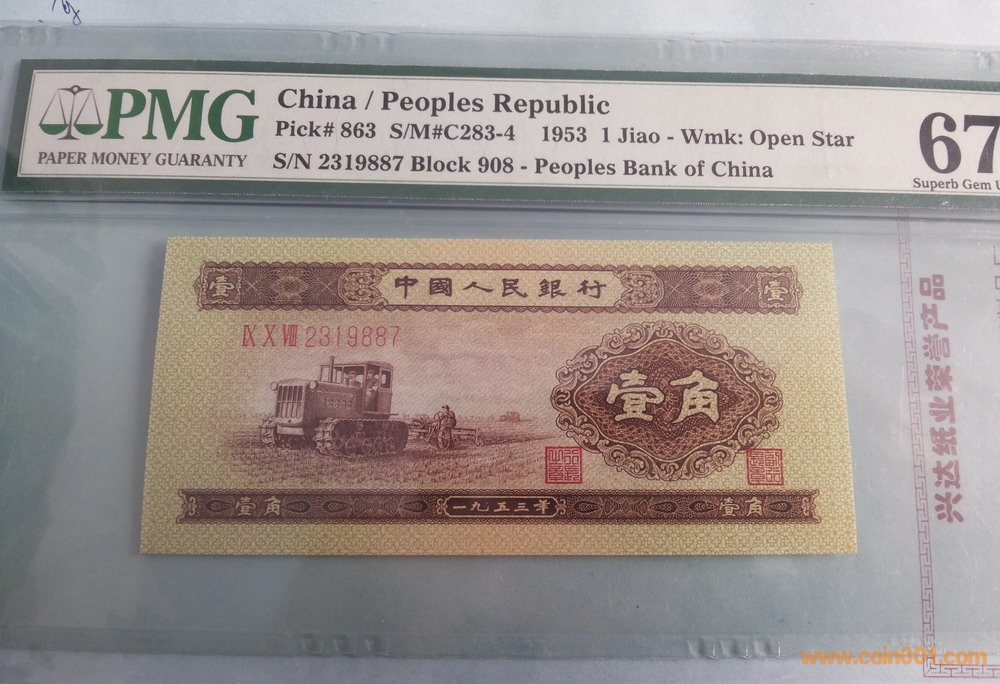 PMG
PAPER MONEY GUARANTY
China / Peoples Republic
Pick# 863 S/M#C283-4 1953 1 Jiao - Wmk: Open Star
S/N 2319887 Block 908 - Peoples Bank of China
67
Superb Gem U
壹 中國人民銀行 壹
IX X VIII 2319887
壹角
壹角 一九五三年 壹角
兴达纸业荣誉产品
www.coin001.com